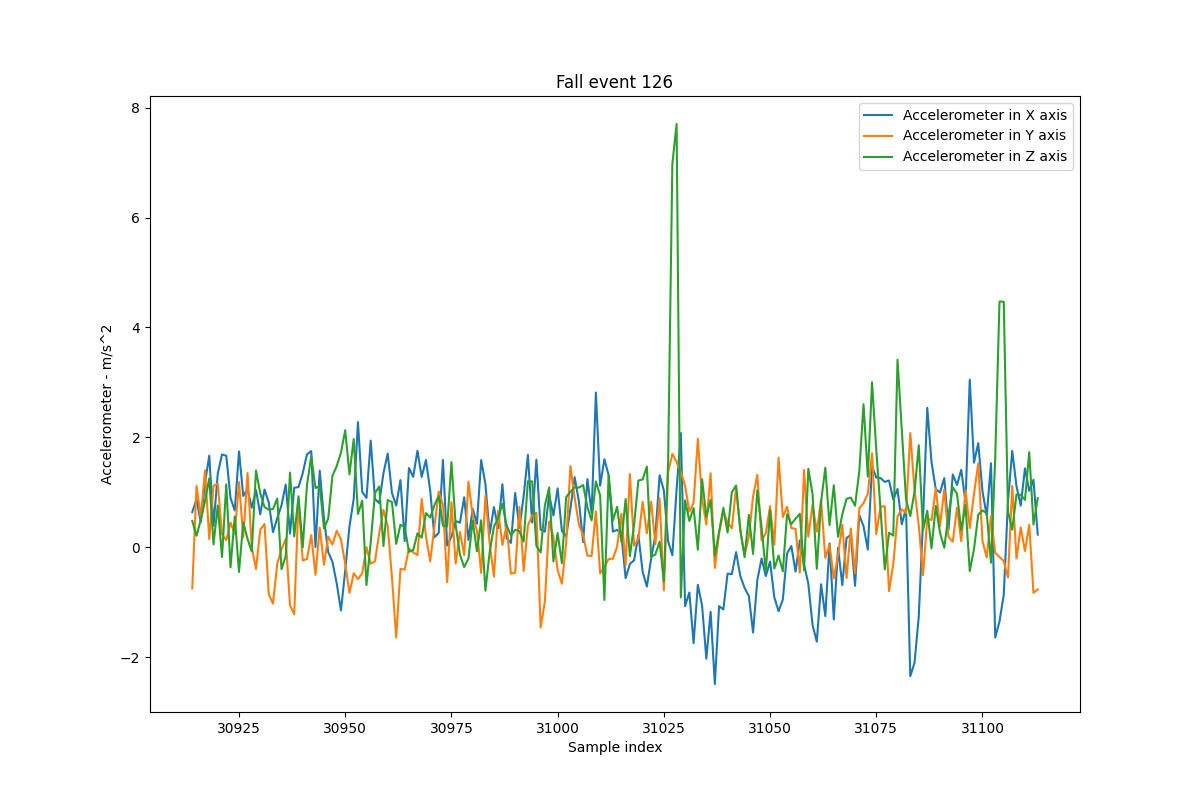 Fall event 126
Accelerometer in X axis
Accelerometer in Y axis
Accelerometer in Z axis
8
6
4
2
0
−2
Accelerometer - m/s^2
30925 30950 30975 31000 31025 31050 31075 31100
Sample index